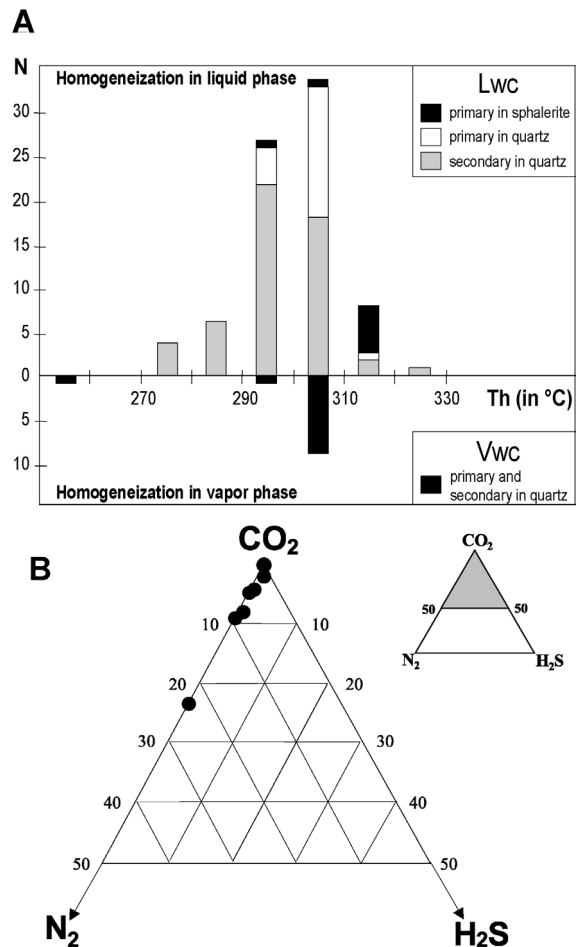 A
N
Homogeneization in liquid phase
Lwc
primary in sphalerite
primary in quartz
secondary in quartz
30
25
20
15
10
5
0
270 290 310 330 Th (in °C)
5
10
Vwc
primary and
secondary in quartz
Homogeneization in vapor phase
B
CO2
10 10
20 20
30 30
40 40
50 50
N2 H2S
CO2
50 50
N2 H2S